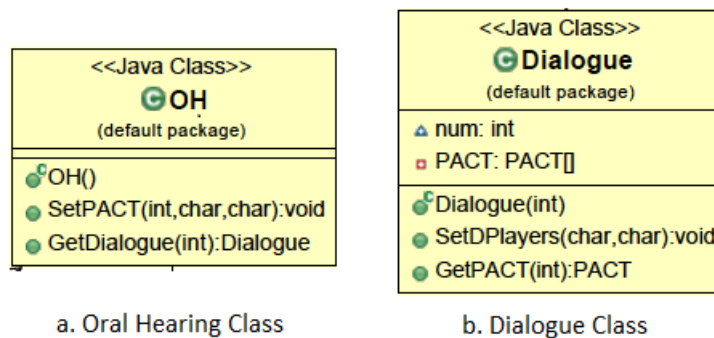 <<Java Class>>
OH
(default package)
OH()
SetPACT(int,char,char):void
GetDialogue(int):Dialogue
a. Oral Hearing Class
<<Java Class>>
Dialogue
(default package)
num: int
PACT: PACT[]
Dialogue(int)
SetDPlayers(char,char):void
GetPACT(int):PACT
b. Dialogue Class